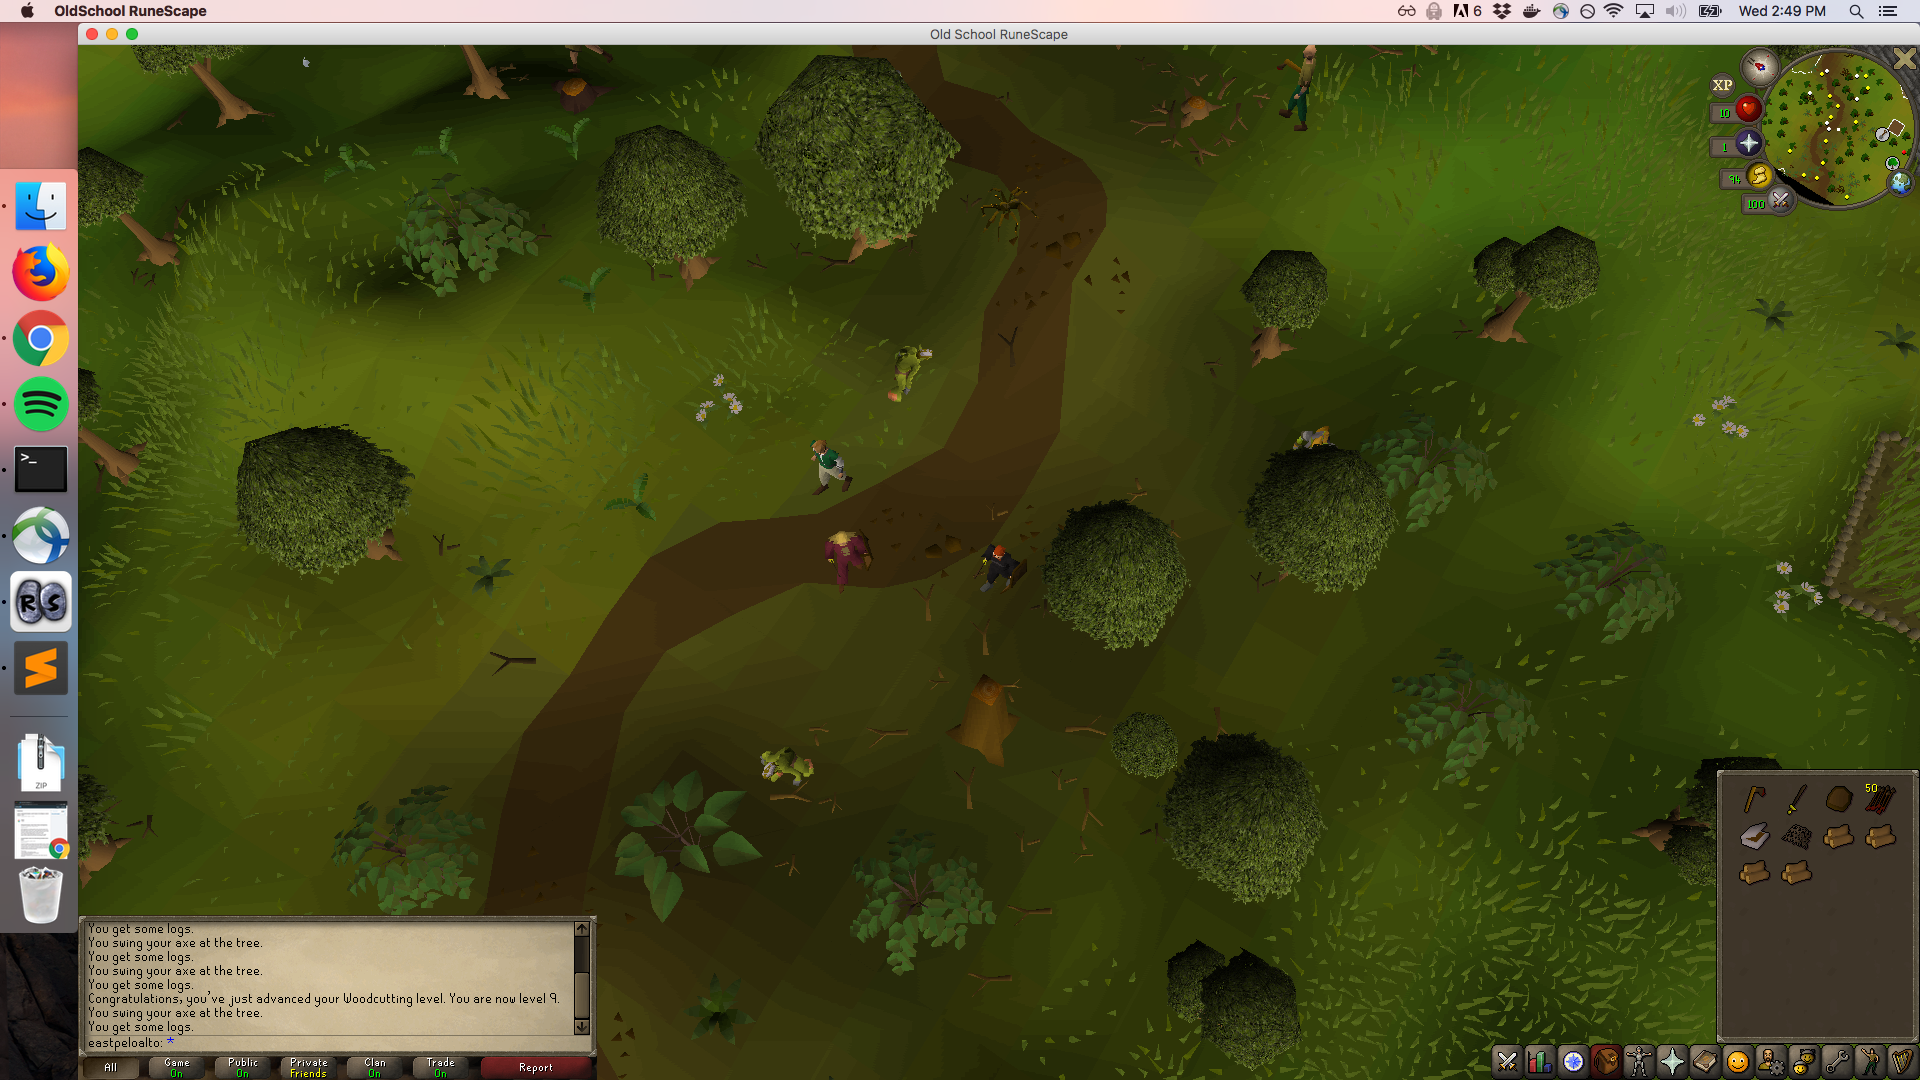 OldSchool RuneScape
6
Wed 2:49 PM
Old School RuneScape
XP
10
1
94
100
>_
RS
ZIP
50
You get some logs.
You swing your axe at the tree.
You get some logs.
You swing your axe at the tree.
You get some logs.
Congratulations, you've just advanced your Woodcutting level. You are now level 9.
You swing your axe at the tree.
You get some logs.
eastpeloalto: *
All
Game
On
Public
On
Private
Friends
Clan
On
Trade
On
Report